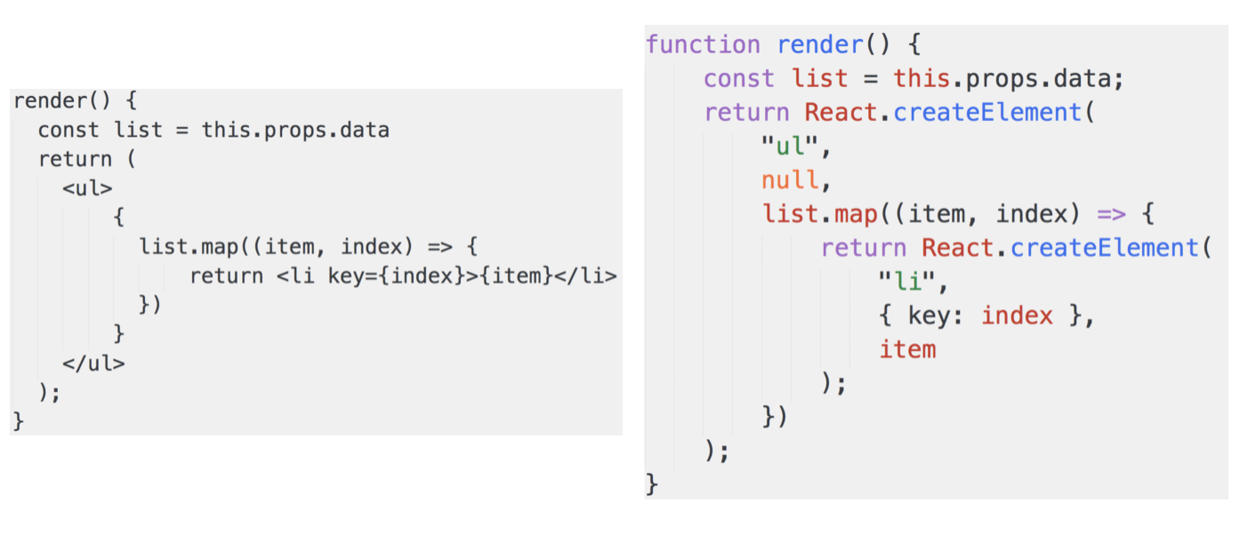 render() {
  const list = this.props.data
  return (
    <ul>
        {
          list.map((item, index) => {
              return <li key={index}>{item}</li>
          })
        }
    </ul>
  );
}
function render() {
    const list = this.props.data;
    return React.createElement(
        "ul",
        null,
        list.map((item, index) => {
            return React.createElement(
                "li",
                { key: index },
                item
            );
        })
    );
}